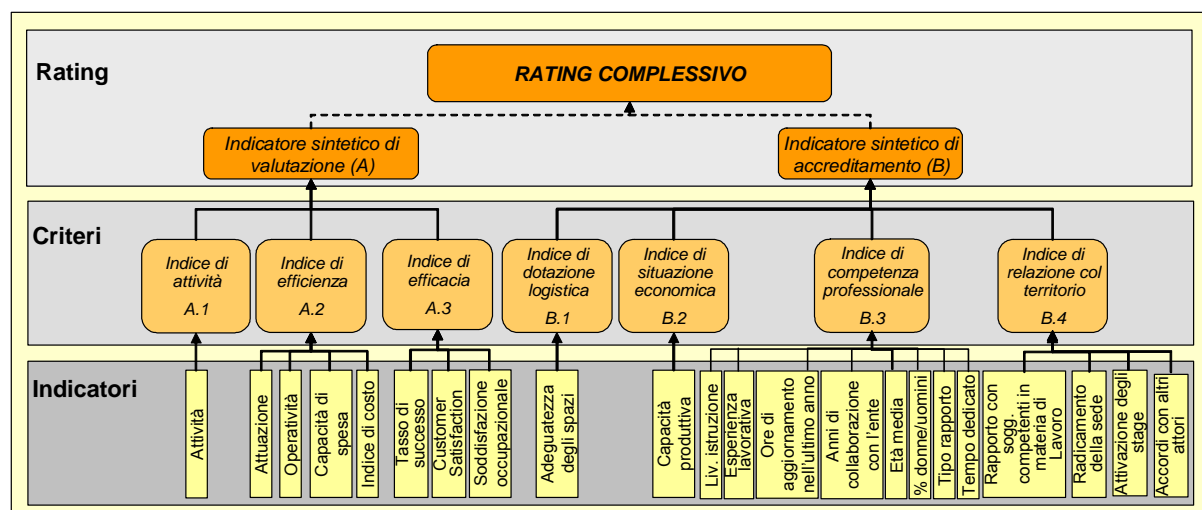 Rating
RATING COMPLESSIVO
Indicatore sintetico di
valutazione (A)
Indicatore sintetico di
accreditamento (B)
Criteri
Indice di
attività
A.1
Indice di
efficienza
A.2
Indice di
efficacia
A.3
Indice di
dotazione
logistica
B.1
Indice di
situazione
economica
B.2
Indice di
competenza
professionale
B.3
Indice di
relazione col
territorio
B.4
Indicatori
Attività
Attuazione
Operatività
Capacità di
spesa
Indice di costo
Tasso di
successo
Customer
Satisfaction
Soddisfazione
occupazionale
Adeguatezza
degli spazi
Capacità
produttiva
Liv. istruzione
Esperienza
lavorativa
Ore di
aggiornamento
nell'ultimo anno
Anni di
collaborazione
con l'ente
Età media
% donne/uomini
Tipo rapporto
Tempo dedicato
Rapporto con
sogg.
competenti in
materia di
Lavoro
Radicamento
della sede
Attivazione degli
stage
Accordi con altri
attori